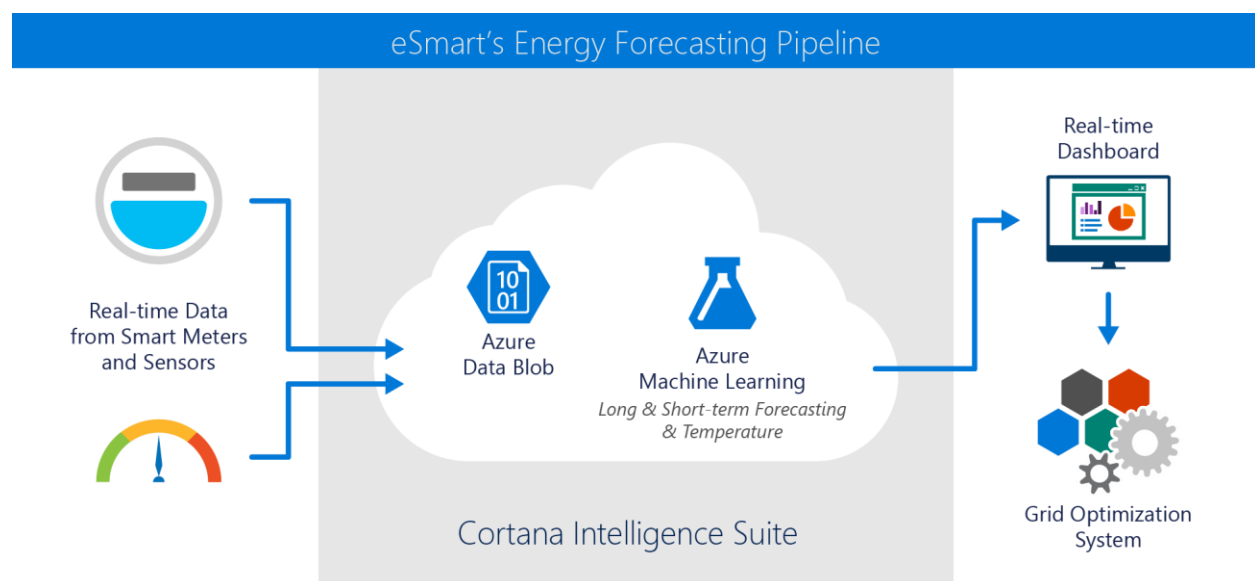 eSmart's Energy Forecasting Pipeline
Real-time Data
from Smart Meters
and Sensors
10
01
Azure
Data Blob
Azure
Machine Learning
Long & Short-term Forecasting
& Temperature
Cortana Intelligence Suite
Real-time
Dashboard
Grid Optimization
System